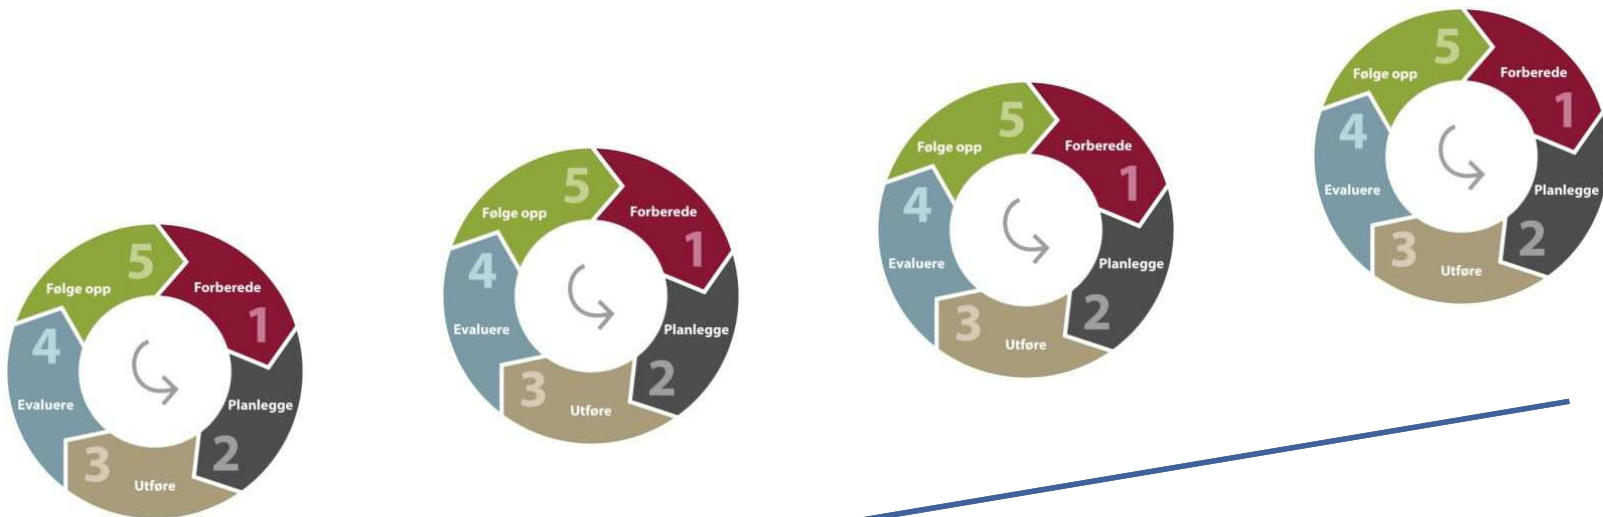 5
Følge opp
Forberede
1
4
Evaluere
Planlegge
2
3
Utføre
5
Følge opp
Forberede
1
4
Evaluere
Planlegge
2
3
Utføre
5
Følge opp
Forberede
1
4
Evaluere
Planlegge
2
3
Utføre
5
Følge opp
Forberede
1
4
Evaluere
Planlegge
2
3
Utføre